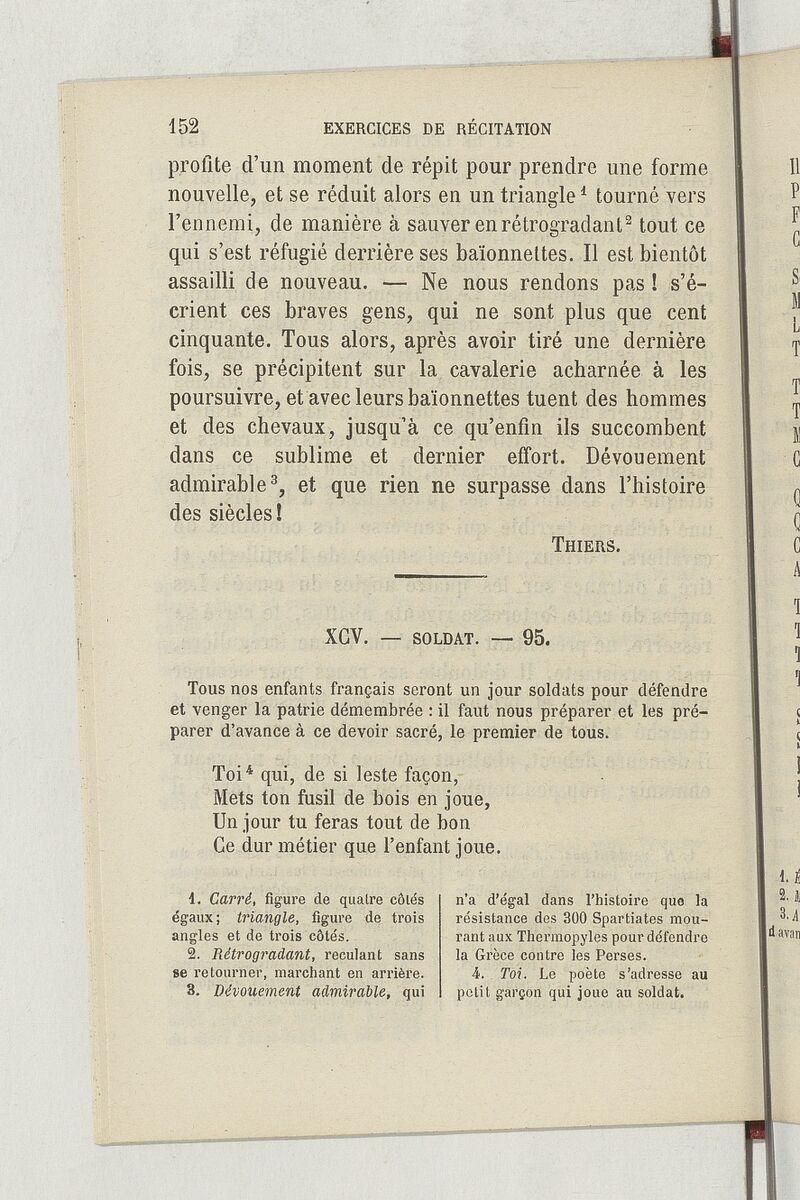 152 EXERCICES DE RÉCITATION
profite d'un moment de répit pour prendre une forme
nouvelle, et se réduit alors en un triangle¹ tourné vers
l'ennemi, de manière à sauver en rétrogradant² tout ce
qui s'est réfugié derrière ses baïonnettes. Il est bientôt
assailli de nouveau. — Ne nous rendons pas ! s'é-
crient ces braves gens, qui ne sont plus que cent
cinquante. Tous alors, après avoir tiré une dernière
fois, se précipitent sur la cavalerie acharnée à les
poursuivre, et avec leurs baïonnettes tuent des hommes
et des chevaux, jusqu'à ce qu'enfin ils succombent
dans ce sublime et dernier effort. Dévouement
admirable³, et que rien ne surpasse dans l'histoire
des siècles!
THIERS.
XCV. — SOLDAT. — 95.
Tous nos enfants français seront un jour soldats pour défendre
et venger la patrie démembrée : il faut nous préparer et les pré-
parer d'avance à ce devoir sacré, le premier de tous.
Toi⁴ qui, de si leste façon,
Mets ton fusil de bois en joue,
Un jour tu feras tout de bon
Ce dur métier que l'enfant joue.
1. Carré, figure de quatre côtés
égaux; triangle, figure de trois
angles et de trois côtés.
2. Rétrogradant, reculant sans
se retourner, marchant en arrière.
3. Dévouement admirable, qui
n'a d'égal dans l'histoire que la
résistance des 300 Spartiates mou-
rant aux Thermopyles pour défendre
la Grèce contre les Perses.
4. Toi. Le poète s'adresse au
petit garçon qui joue au soldat.